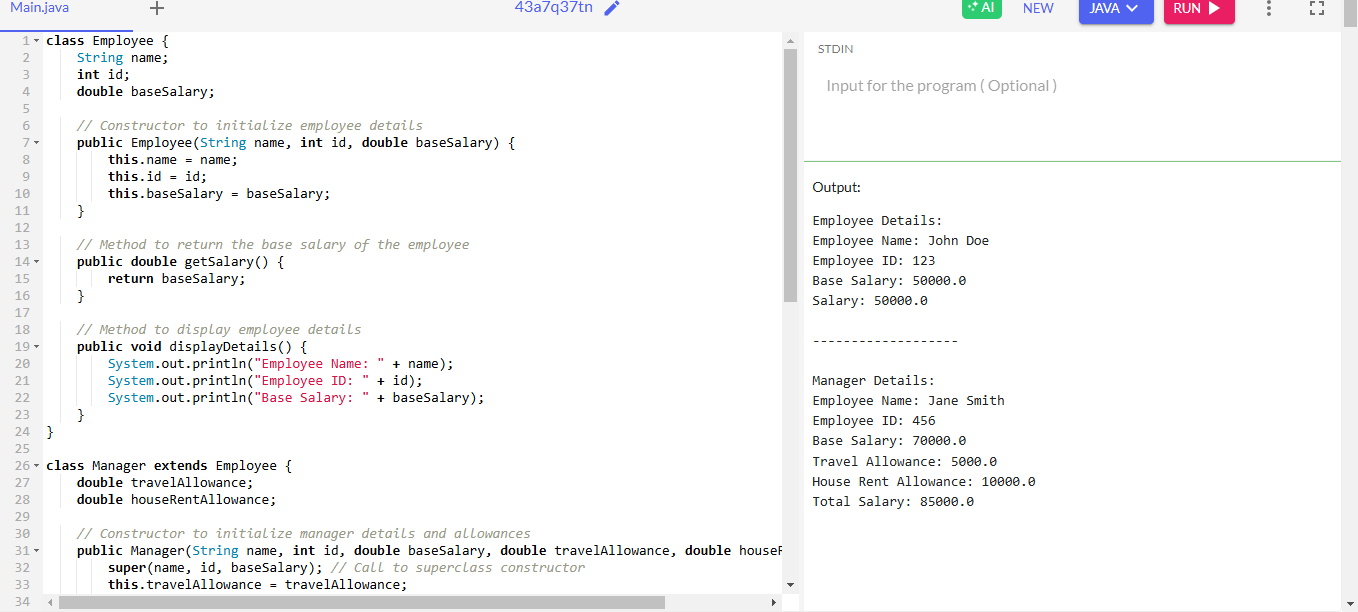 Main.java
43a7q37tn
AI
NEW
JAVA
RUN
1 class Employee {
2     String name;
3     int id;
4     double baseSalary;
5
6     // Constructor to initialize employee details
7     public Employee(String name, int id, double baseSalary) {
8         this.name = name;
9         this.id = id;
10         this.baseSalary = baseSalary;
11     }
12
13     // Method to return the base salary of the employee
14     public double getSalary() {
15         return baseSalary;
16     }
17
18     // Method to display employee details
19     public void displayDetails() {
20         System.out.println("Employee Name: " + name);
21         System.out.println("Employee ID: " + id);
22         System.out.println("Base Salary: " + baseSalary);
23     }
24 }
25
26 class Manager extends Employee {
27     double travelAllowance;
28     double houseRentAllowance;
29
30     // Constructor to initialize manager details and allowances
31     public Manager(String name, int id, double baseSalary, double travelAllowance, double house
32         super(name, id, baseSalary); // Call to superclass constructor
33         this.travelAllowance = travelAllowance;
34
STDIN
Input for the program ( Optional )
Output:
Employee Details:
Employee Name: John Doe
Employee ID: 123
Base Salary: 50000.0
Salary: 50000.0
-------------------
Manager Details:
Employee Name: Jane Smith
Employee ID: 456
Base Salary: 70000.0
Travel Allowance: 5000.0
House Rent Allowance: 10000.0
Total Salary: 85000.0